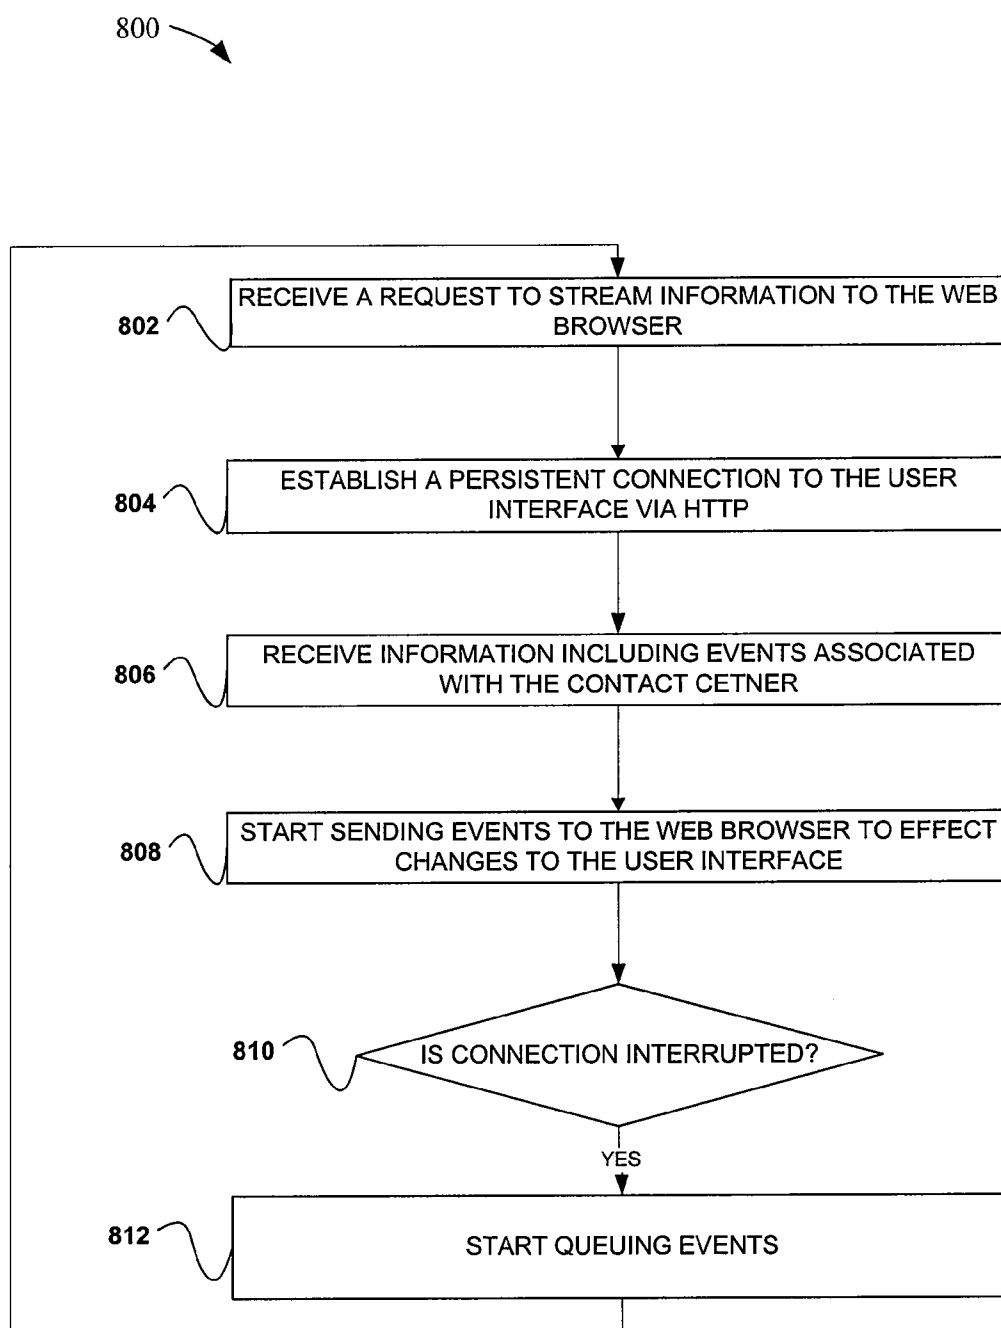 800
RECEIVE A REQUEST TO STREAM INFORMATION TO THE WEB
BROWSER
802
ESTABLISH A PERSISTENT CONNECTION TO THE USER
INTERFACE VIA HTTP
804
RECEIVE INFORMATION INCLUDING EVENTS ASSOCIATED
WITH THE CONTACT CETNER
806
START SENDING EVENTS TO THE WEB BROWSER TO EFFECT
CHANGES TO THE USER INTERFACE
808
IS CONNECTION INTERRUPTED?
810
YES
START QUEUING EVENTS
812